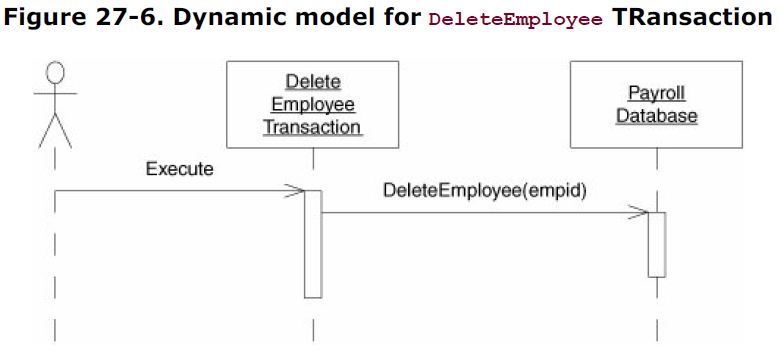 Figure 27-6. Dynamic model for DeleteEmployee TRansaction
Delete
Employee
Transaction
Payroll
Database
Execute
DeleteEmployee(empid)